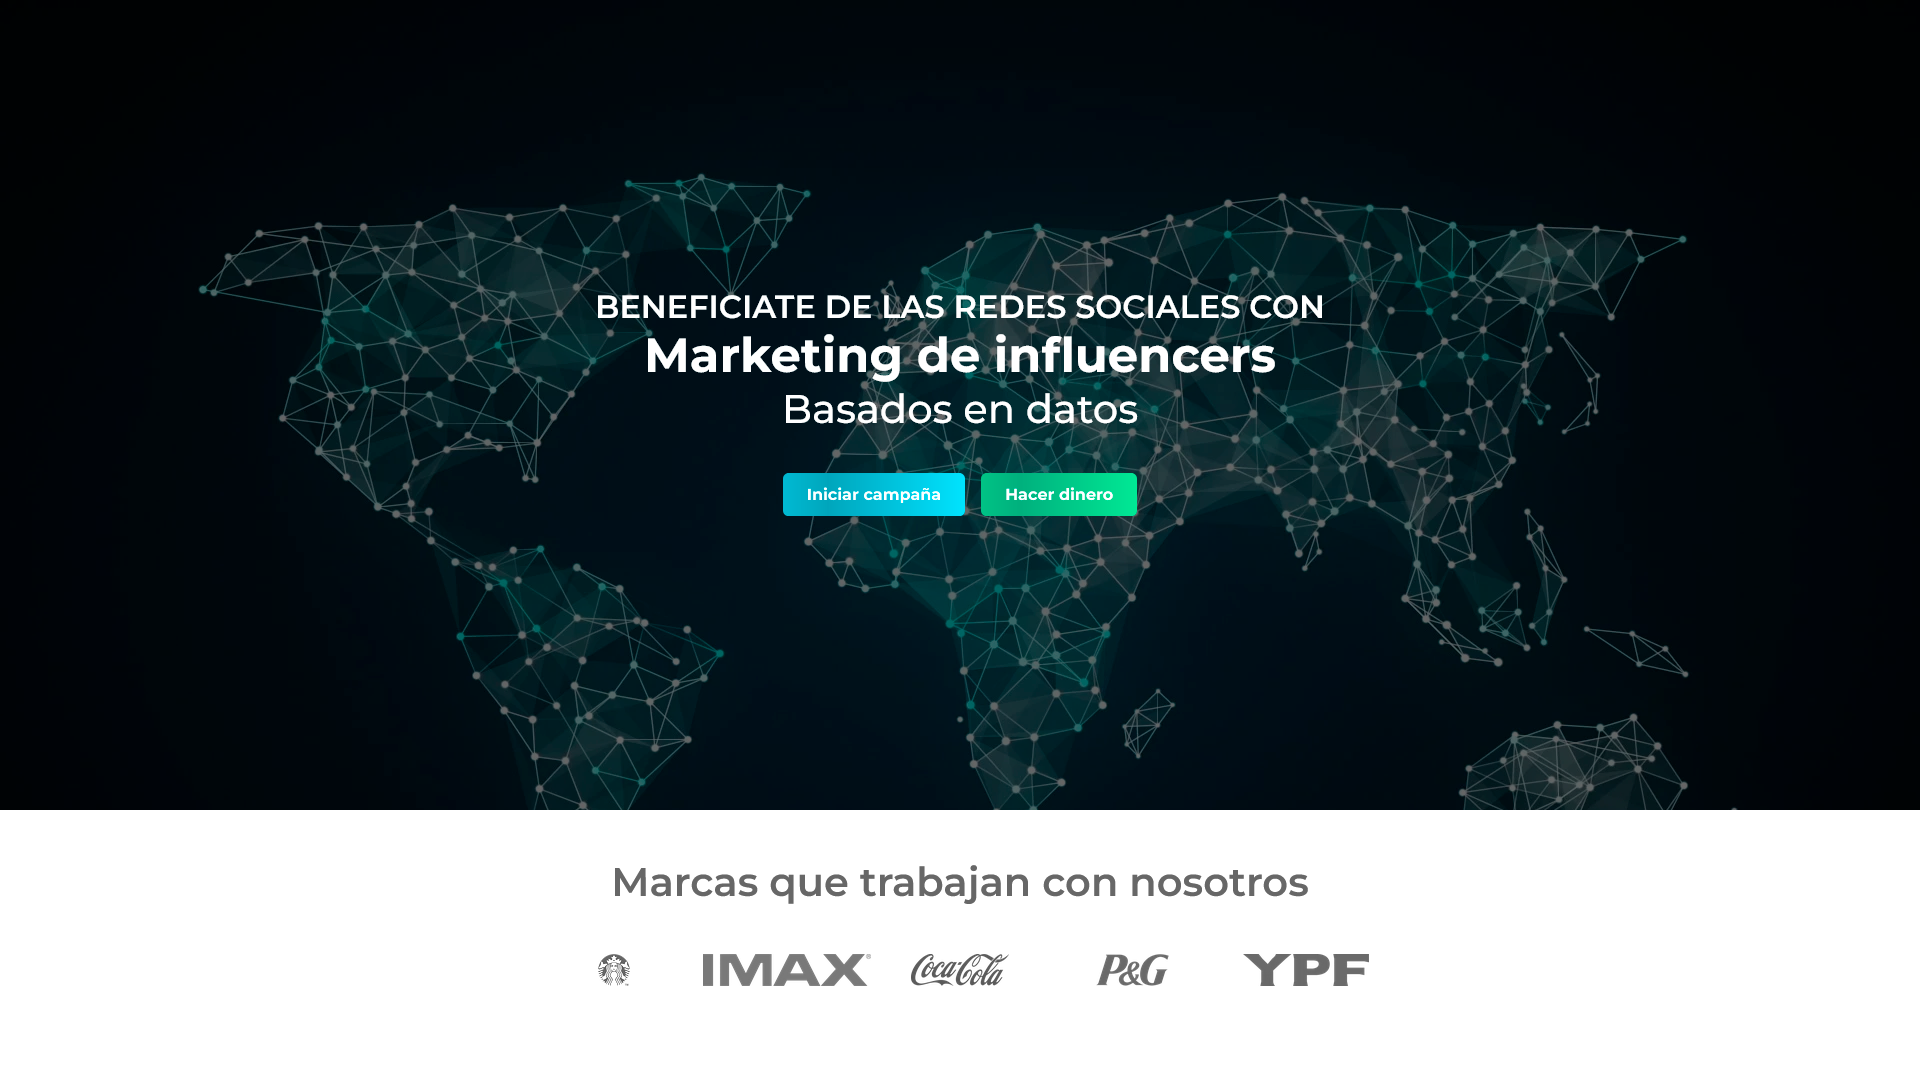 BENEFICIATE DE LAS REDES SOCIALES CON
Marketing de influencers
Basados en datos
Iniciar campaña
Hacer dinero
Marcas que trabajan con nosotros
IMAX®
Coca-Cola
P&G
YPF